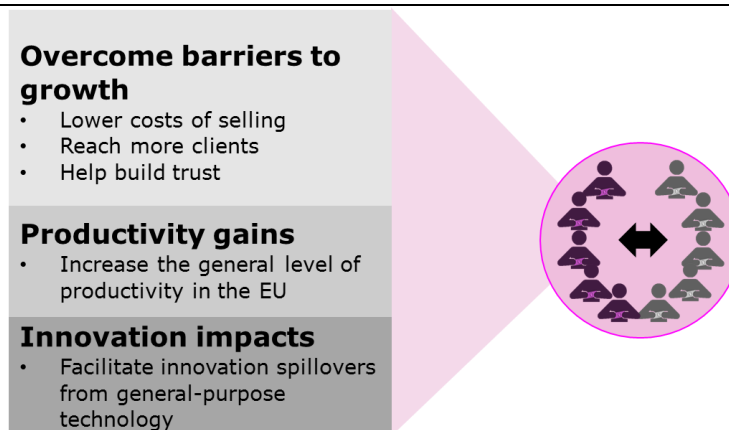 Overcome barriers to
growth
• Lower costs of selling
• Reach more clients
• Help build trust
Productivity gains
• Increase the general level of
productivity in the EU
Innovation impacts
• Facilitate innovation spillovers
from general-purpose
technology